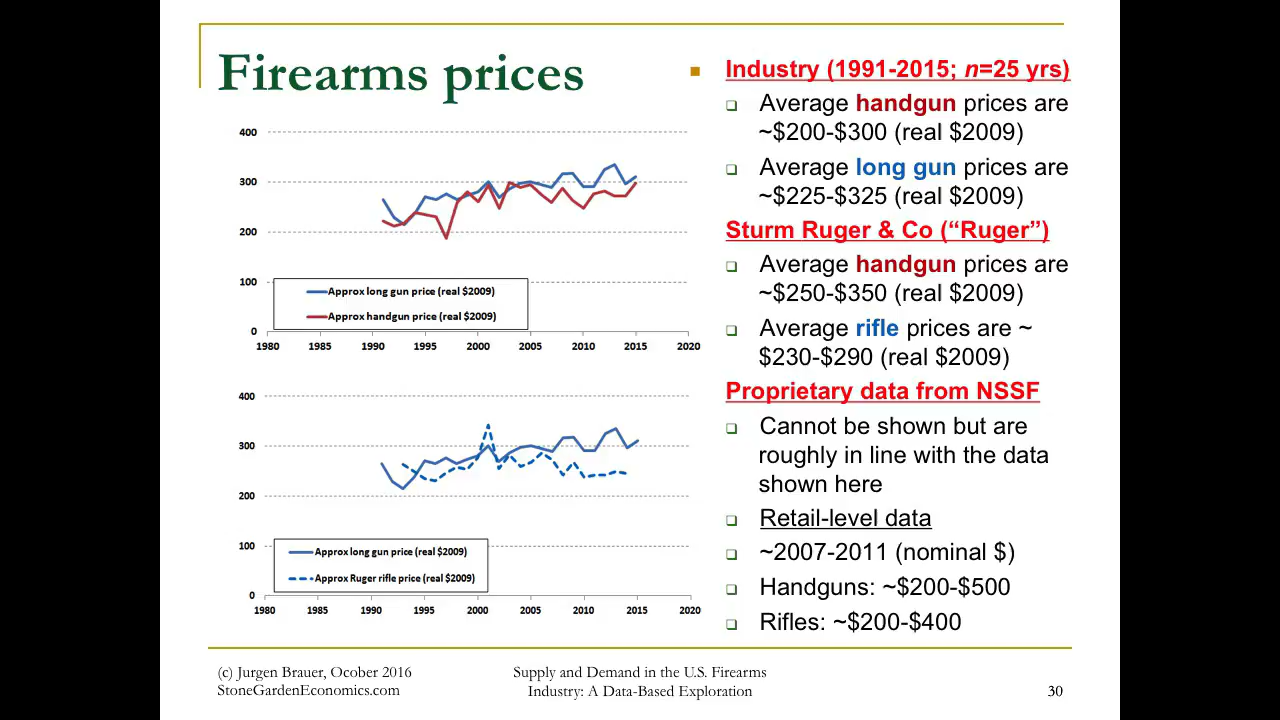 Firearms prices
400
300
200
100
0
Approx long gun price (real $2009)
Approx handgun price (real $2009)
1980 1985 1990 1995 2000 2005 2010 2015 2020
400
300
200
100
0
Approx long gun price (real $2009)
Approx Ruger rifle price (real $2009)
1980 1985 1990 1995 2000 2005 2010 2015 2020
Industry (1991-2015; n=25 yrs)
Average handgun prices are
~$200-$300 (real $2009)
Average long gun prices are
~$225-$325 (real $2009)
Sturm Ruger & Co (“Ruger”)
Average handgun prices are
~$250-$350 (real $2009)
Average rifle prices are ~
$230-$290 (real $2009)
Proprietary data from NSSF
Cannot be shown but are
roughly in line with the data
shown here
Retail-level data
~2007-2011 (nominal $)
Handguns: ~$200-$500
Rifles: ~$200-$400
(c) Jurgen Brauer, Ocober 2016
StoneGardenEconomics.com
Supply and Demand in the U.S. Firearms
Industry: A Data-Based Exploration
30